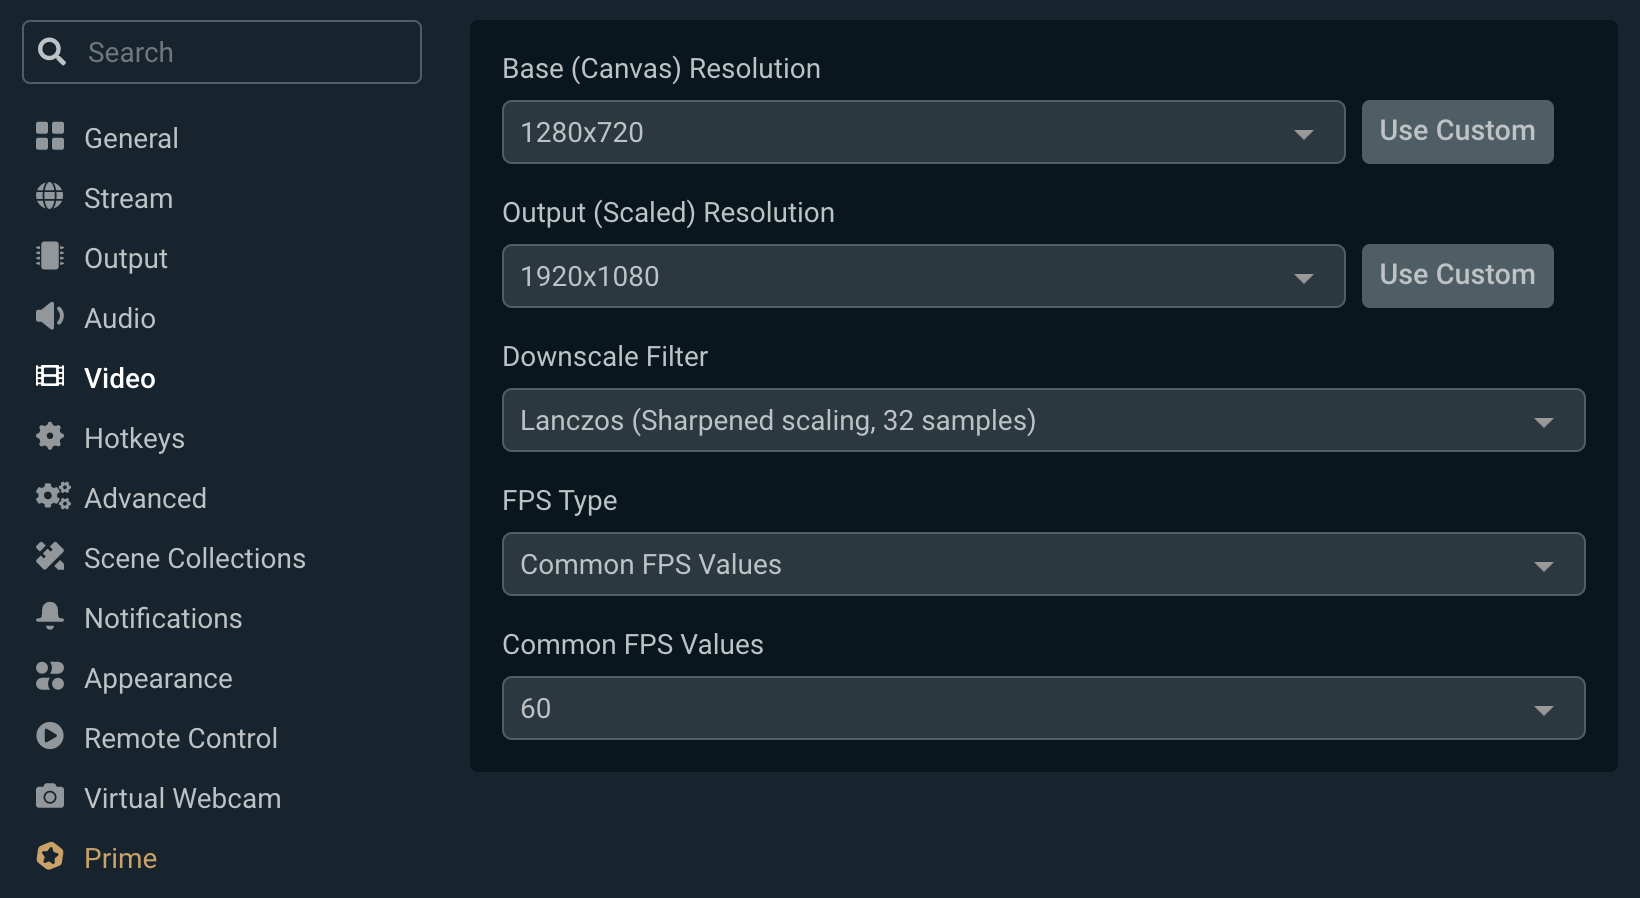 Search
General
Stream
Output
Audio
Video
Hotkeys
Advanced
Scene Collections
Notifications
Appearance
Remote Control
Virtual Webcam
Prime
Base (Canvas) Resolution
1280x720
Use Custom
Output (Scaled) Resolution
1920x1080
Use Custom
Downscale Filter
Lanczos (Sharpened scaling, 32 samples)
FPS Type
Common FPS Values
Common FPS Values
60